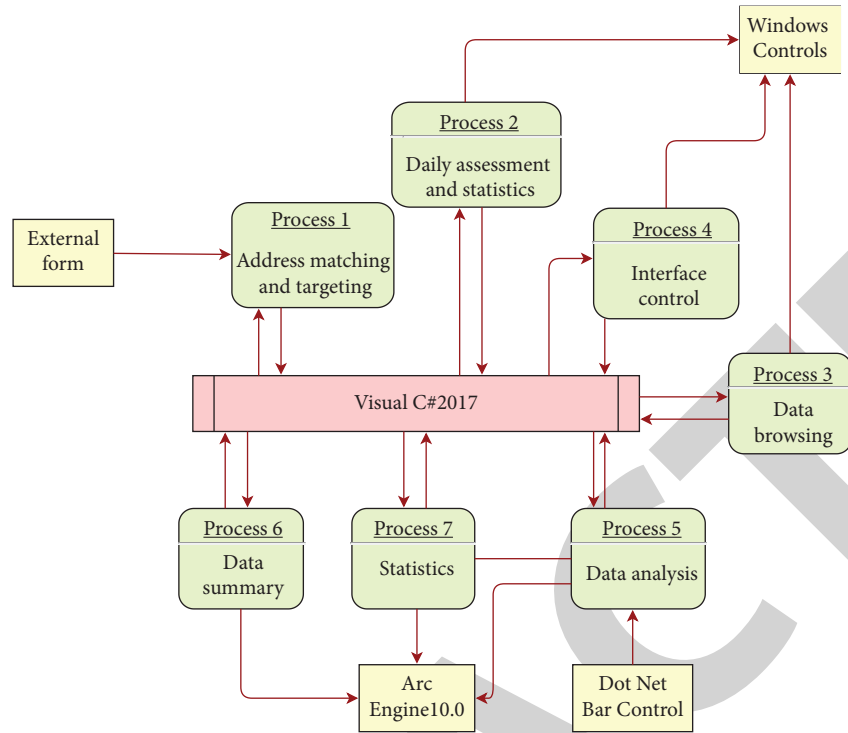 Windows
Controls
Process 2
Daily assessment
and statistics
Process 1
Address matching
and targeting
External
form
Process 4
Interface
control
Process 3
Data
browsing
Visual C#2017
Process 6
Data
summary
Process 7
Statistics
Process 5
Data analysis
Arc
Engine10.0
Dot Net
Bar Control